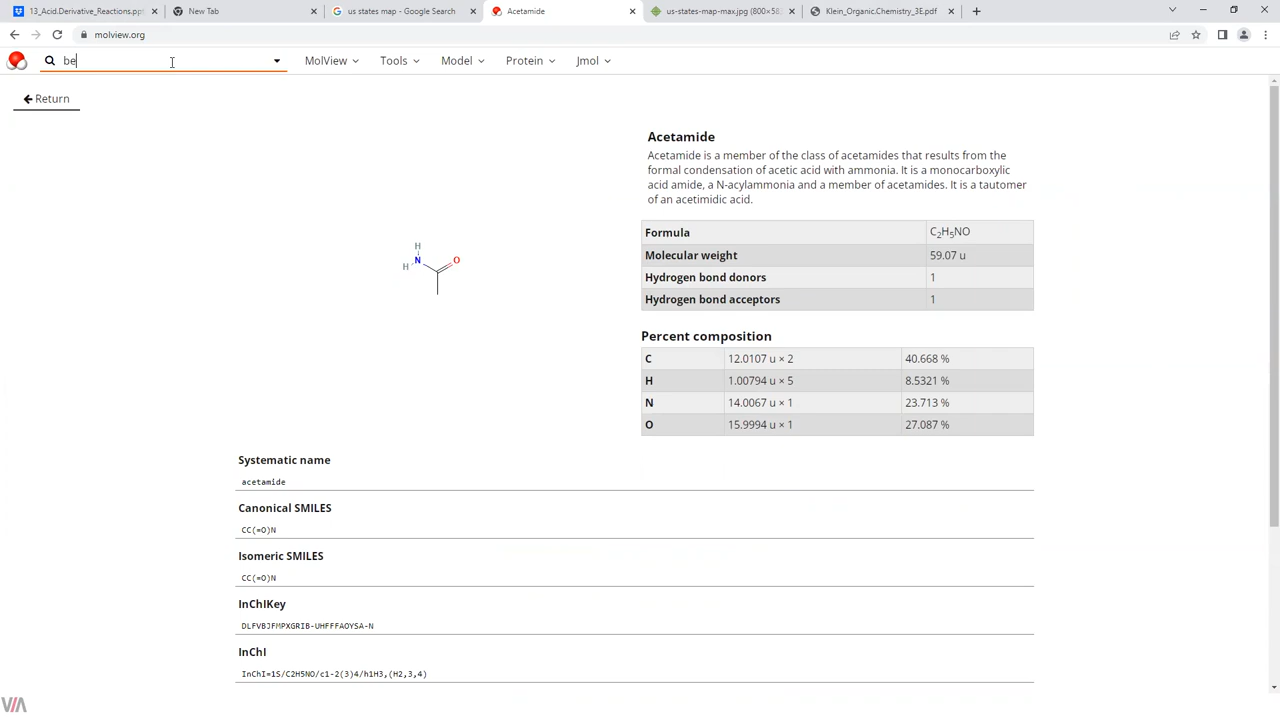 13_Acid.Derivative_Reactions.pp
New Tab
us states map - Google Search
Acetamide
us-states-map-max.jpg (800×58
Klein_Organic.Chemistry_3E.pdf
molview.org
be
MolView
Tools
Model
Protein
Jmol
Return
Acetamide
Acetamide is a member of the class of acetamides that results from the
formal condensation of acetic acid with ammonia. It is a monocarboxylic
acid amide, a N-acylammonia and a member of acetamides. It is a tautomer
of an acetimidic acid.
Formula C₂H₅NO
Molecular weight 59.07 u
Hydrogen bond donors 1
Hydrogen bond acceptors 1
H
N
H
O
Percent composition
C 12.0107 u × 2 40.668 %
H 1.00794 u × 5 8.5321 %
N 14.0067 u × 1 23.713 %
O 15.9994 u × 1 27.087 %
Systematic name
acetamide
Canonical SMILES
CC(=O)N
Isomeric SMILES
CC(=O)N
InChIKey
DLFVBJFMPXGRIB-UHFFFAOYSA-N
InChI
InChI=1S/C2H5NO/c1-2(3)4/h1H3,(H2,3,4)
VIA